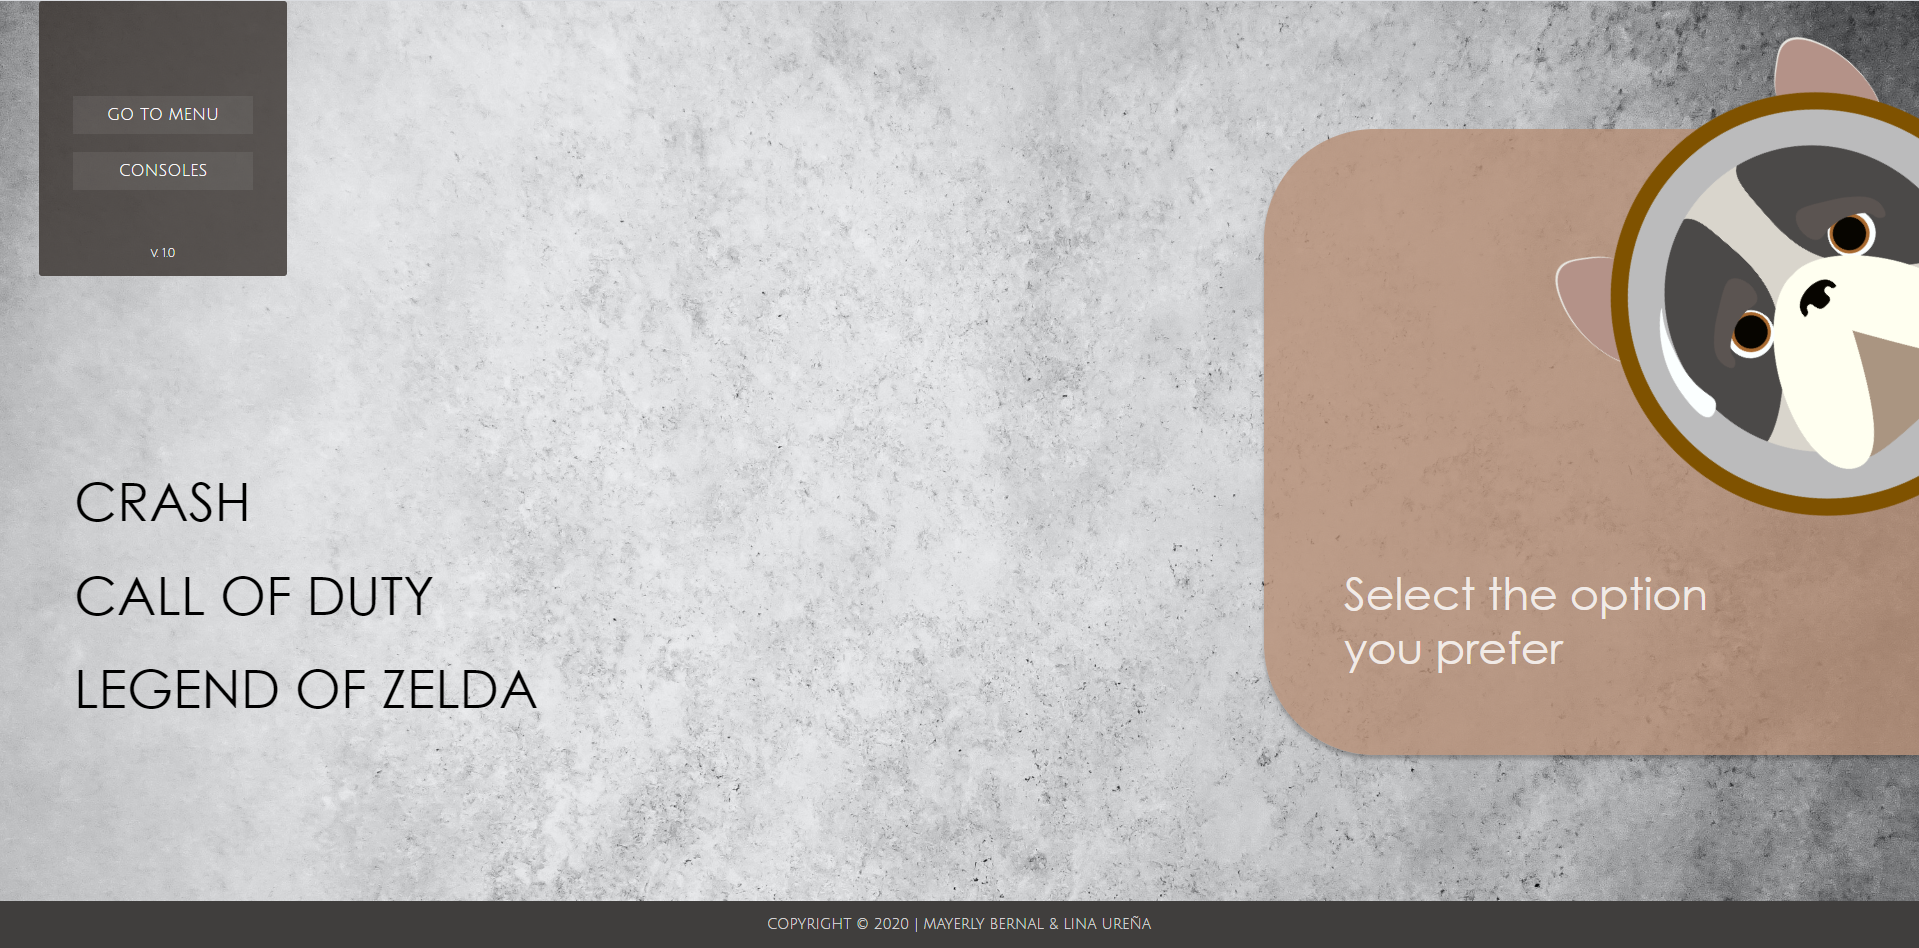 GO TO MENU
CONSOLES
V. 1.0
CRASH
CALL OF DUTY
LEGEND OF ZELDA
Select the option
you prefer
COPYRIGHT © 2020 | MAYERLY BERNAL & LINA UREÑA